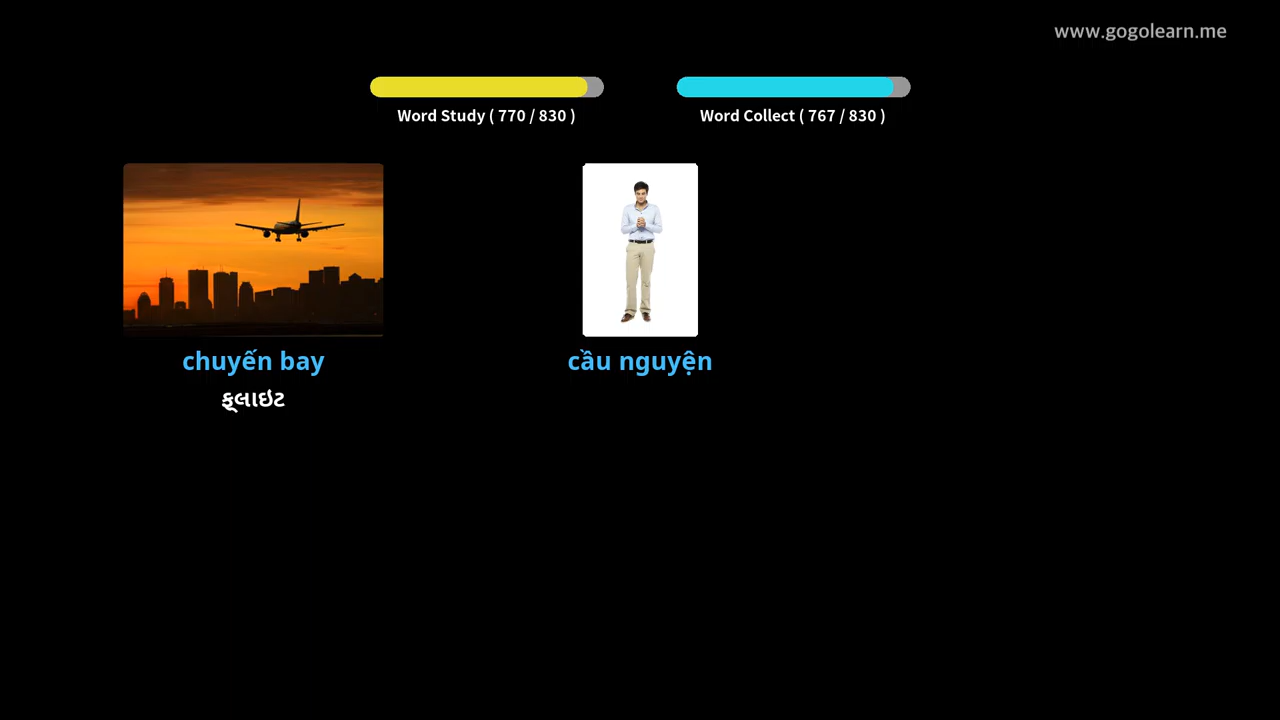 www.gogolearn.me
Word Study ( 770 / 830 )
Word Collect ( 767 / 830 )
chuyến bay
ફ્લાઇટ
cầu nguyện